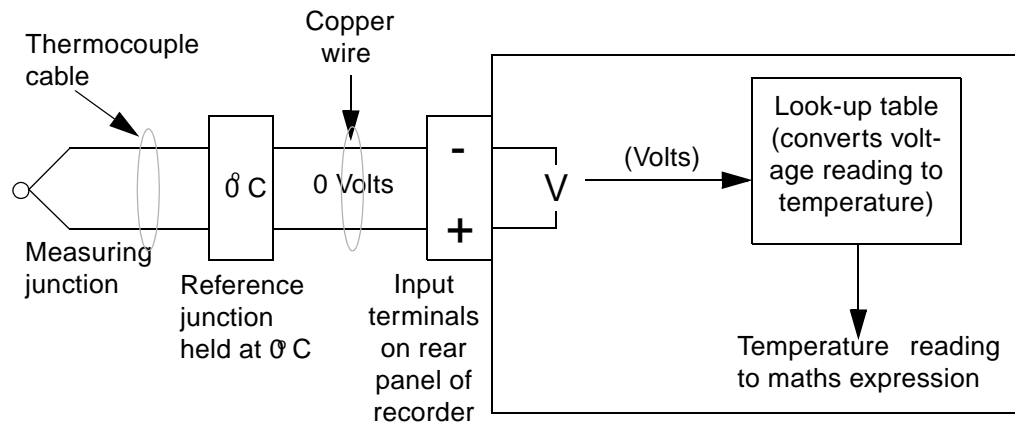 Thermocouple
cable
Copper
wire
-
0° C
0 Volts
+
V
(Volts)
Look-up table
(converts volt-
age reading to
temperature)
Measuring
junction
Reference
junction
held at 0° C
Input
terminals
on rear
panel of
recorder
Temperature reading
to maths expression